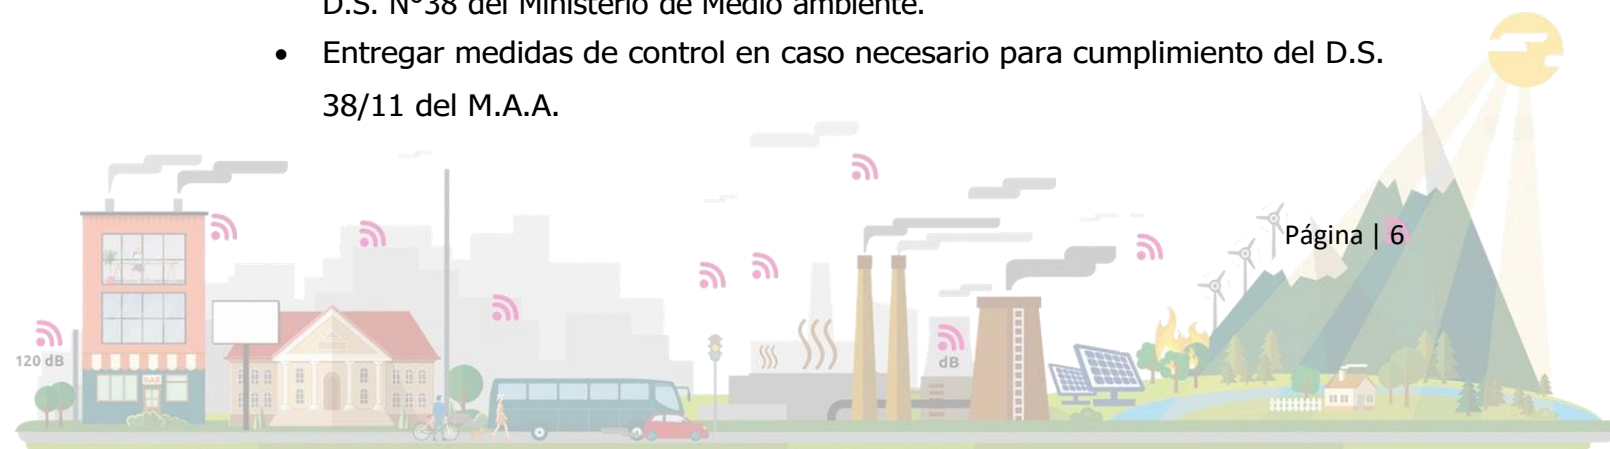 D.S. N°38 del Ministerio de Medio ambiente.
• Entregar medidas de control en caso necesario para cumplimiento del D.S.
38/11 del M.A.A.
Página | 6
120 dB
BAR
dB